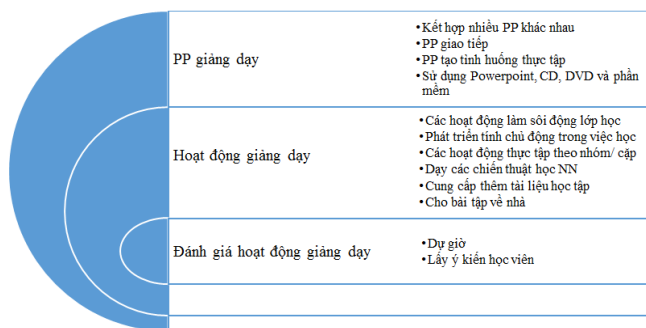 PP giảng dạy
•Kết hợp nhiều PP khác nhau
•PP giao tiếp
•PP tạo tình huống thực tập
•Sử dụng Powerpoint, CD, DVD và phần
mềm
Hoạt động giảng dạy
•Các hoạt động làm sôi động lớp học
•Phát triển tính chủ động trong việc học
•Các hoạt động thực tập theo nhóm/ cặp
•Dạy các chiến thuật học NN
•Cung cấp thêm tài liệu học tập
•Cho bài tập về nhà
Đánh giá hoạt động giảng dạy
•Dự giờ
•Lấy ý kiến học viên